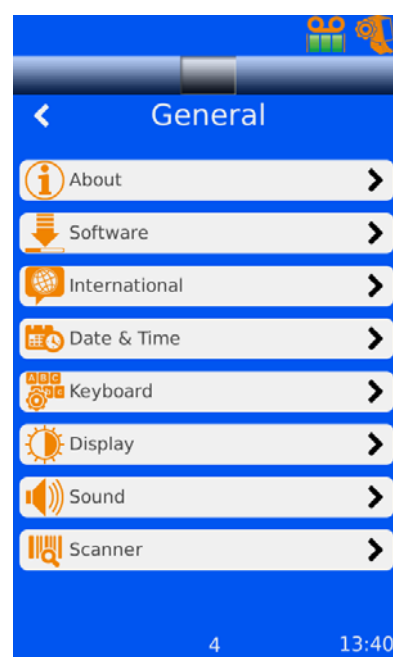 General
About
Software
International
Date & Time
Keyboard
Display
Sound
Scanner
4 13:40